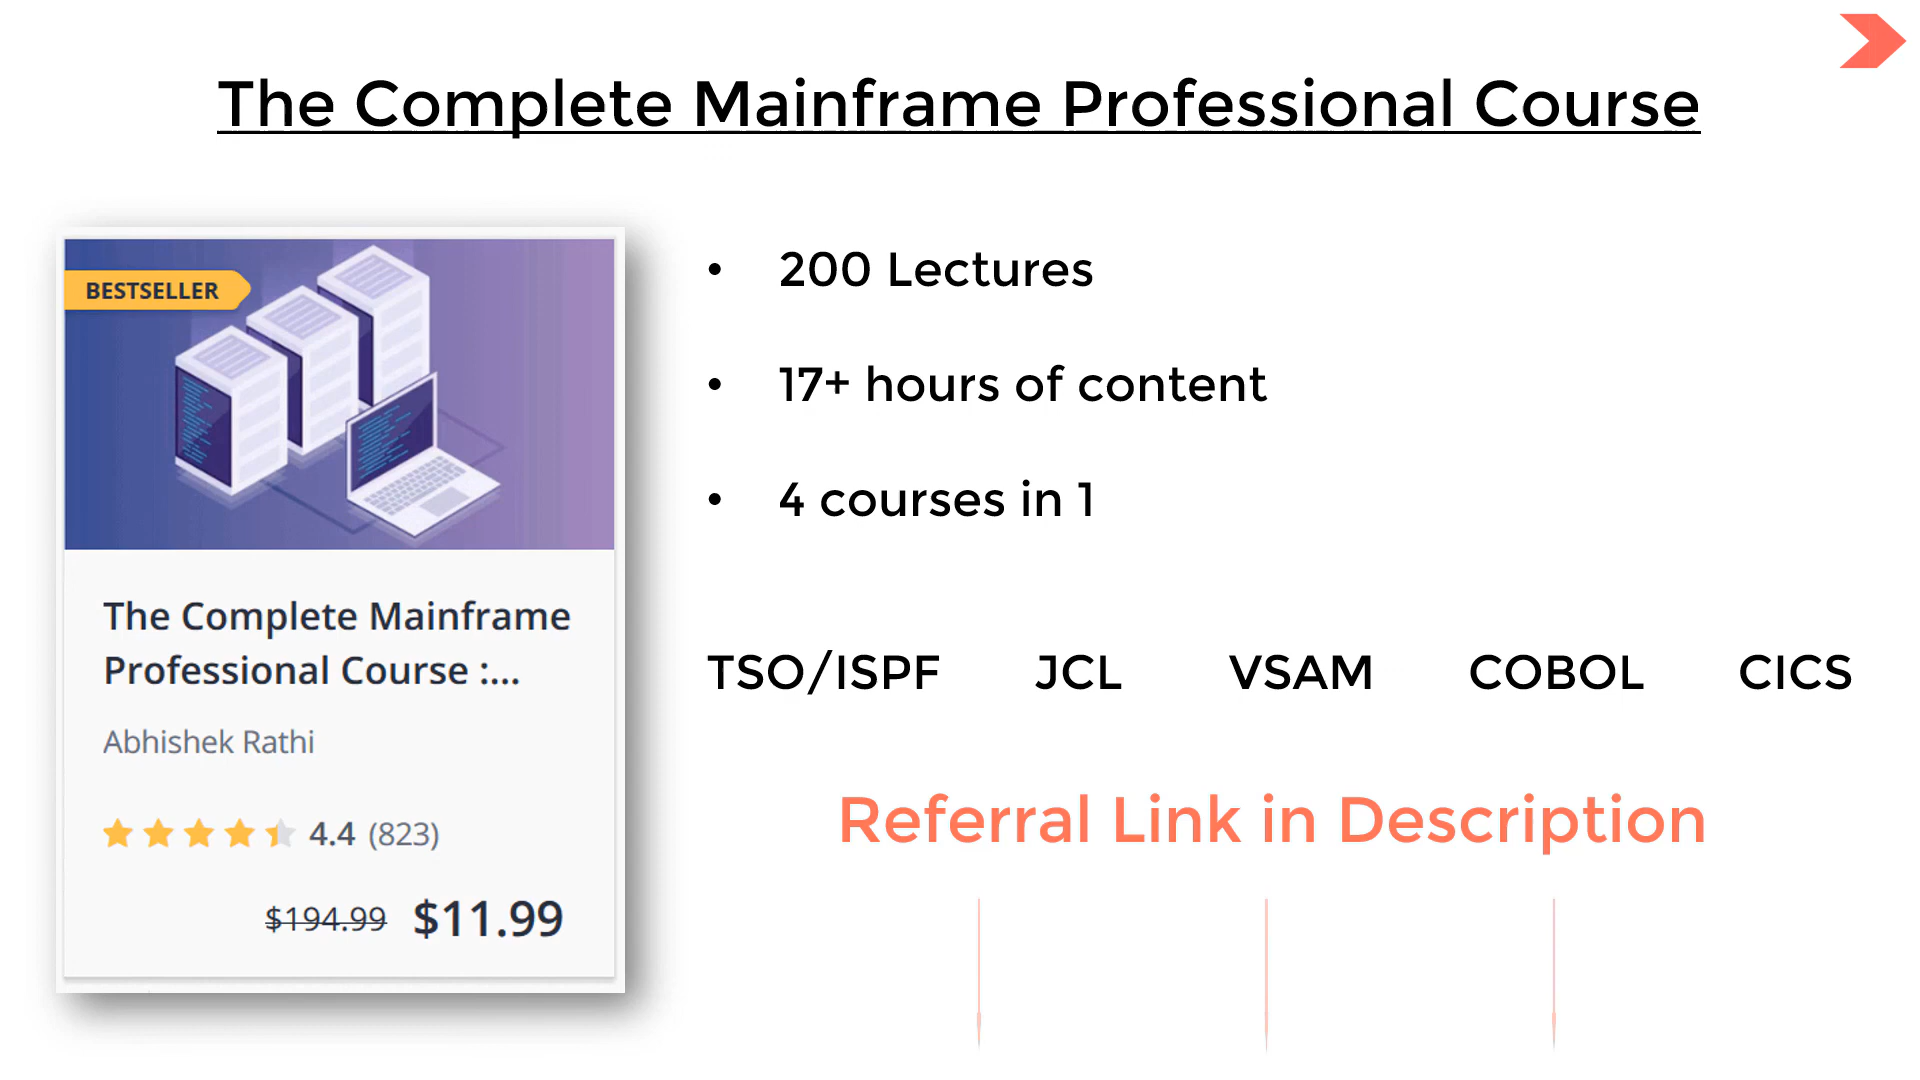 The Complete Mainframe Professional Course
BESTSELLER
The Complete Mainframe
Professional Course :...
Abhishek Rathi
4.4 (823)
$194.99 $11.99
• 200 Lectures
• 17+ hours of content
• 4 courses in 1
TSO/ISPF JCL VSAM COBOL CICS
Referral Link in Description